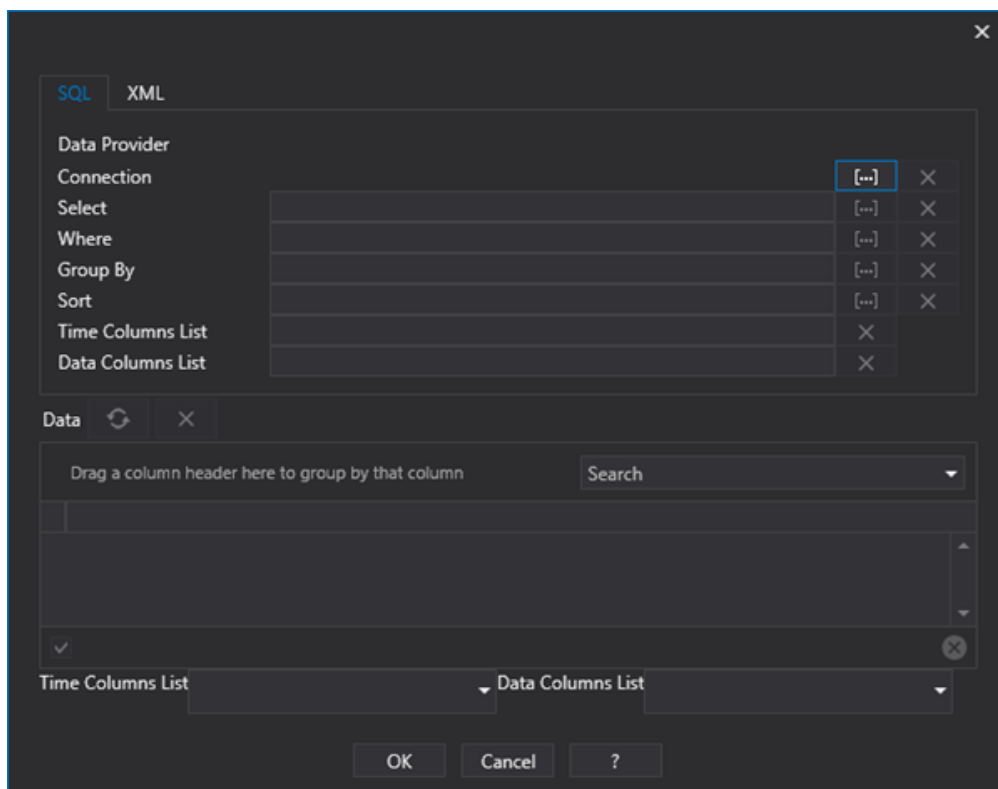 SQL XML
Data Provider
Connection [...]
Select [...]
Where [...]
Group By [...]
Sort [...]
Time Columns List
Data Columns List
Data
Drag a column header here to group by that column Search
Time Columns List Data Columns List
OK Cancel ?